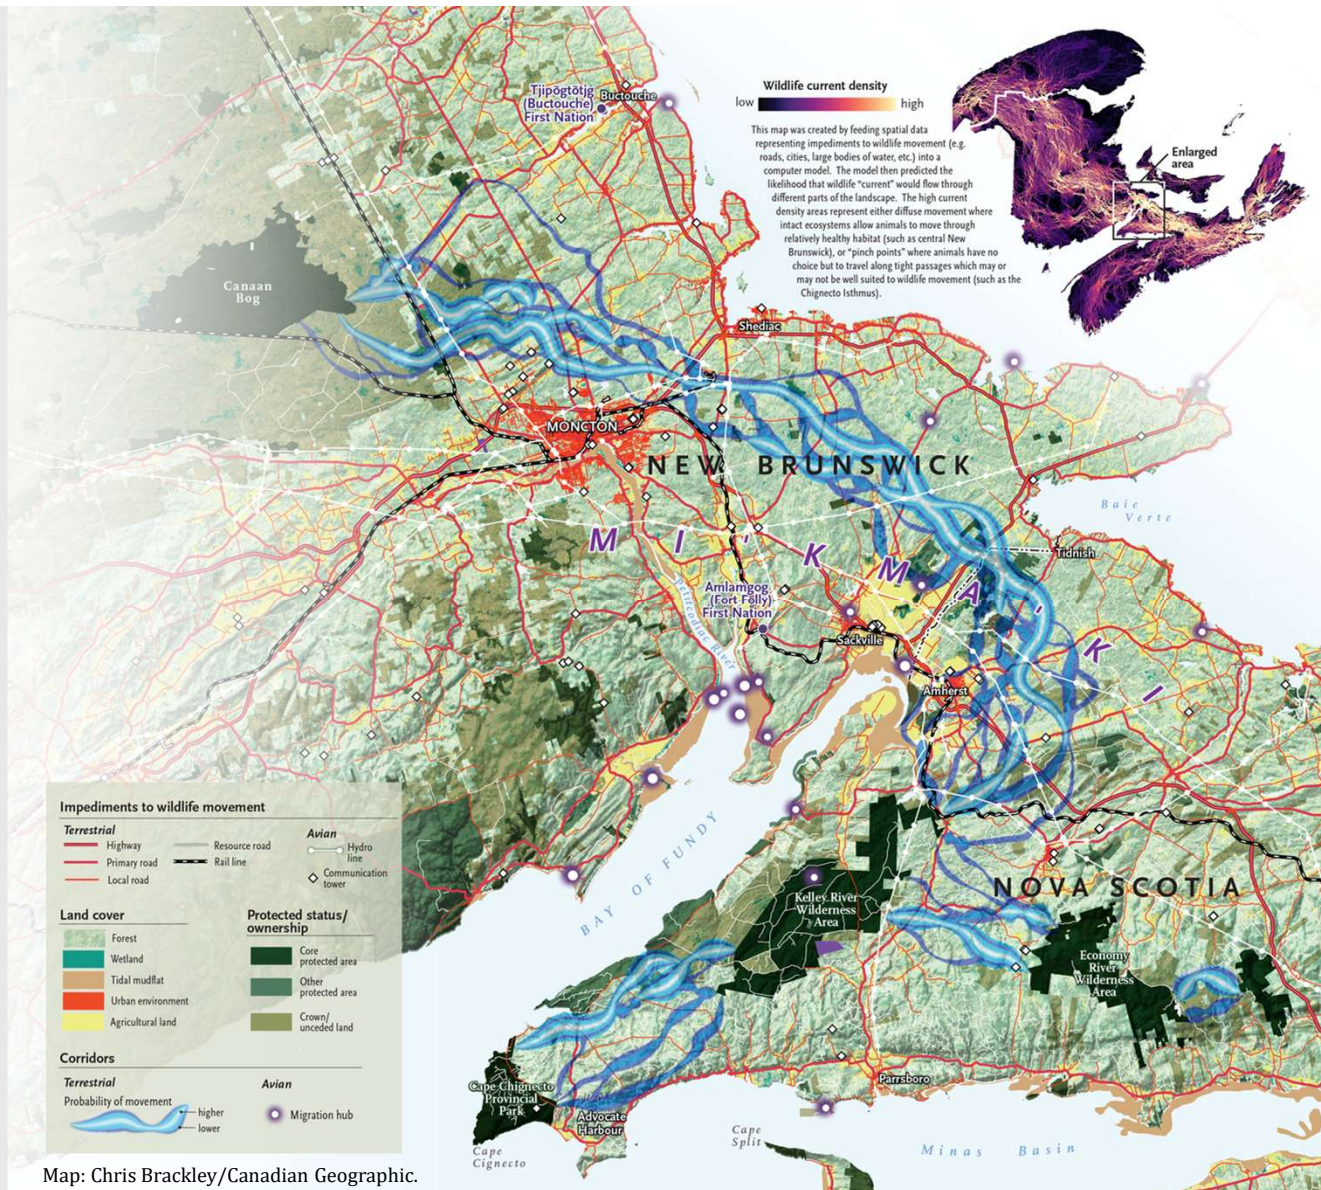 Tjipõgtõtjg
(Buctouche)
First Nation
Buctouche
Wildlife current density
low
high
This map was created by feeding spatial data
representing impediments to wildlife movement (e.g.
roads, cities, large bodies of water, etc.) into a
computer model. The model then predicted the
likelihood that wildlife “current” would flow through
different parts of the landscape. The high current
density areas represent either diffuse movement where
intact ecosystems allow animals to move through
relatively healthy habitat (such as central New
Brunswick), or “pinch points” where animals have no
choice but to travel along tight passages which may or
may not be well suited to wildlife movement (such as the
Chignecto Isthmus).
Enlarged
area
Canaan
Bog
Shediac
MONCTON
NEW BRUNSWICK
Baie
Verte
MI'KMA'KI
Tidnish
Amlamgog
(Fort Folly)
First Nation
Petitcodiac River
Sackville
Amherst
BAY OF FUNDY
NOVA SCOTIA
Kelley River
Wilderness
Area
Economy
River
Wilderness
Area
Cape Chignecto
Provincial
Park
Advocate
Harbour
Parrsboro
Cape
Cignecto
Cape
Split
Minas Basin
Impediments to wildlife movement
Terrestrial
Highway
Primary road
Local road
Resource road
Rail line
Avian
Hydro
line
Communication
tower
Land cover
Forest
Wetland
Tidal mudflat
Urban environment
Agricultural land
Protected status/
ownership
Core
protected area
Other
protected area
Crown/
unceded land
Corridors
Terrestrial
Probability of movement
higher
lower
Avian
Migration hub
Map: Chris Brackley/Canadian Geographic.